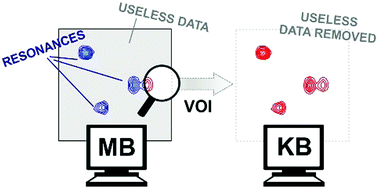 USELESS DATA
RESONANCES
VOI
MB
USELESS
DATA REMOVED
KB